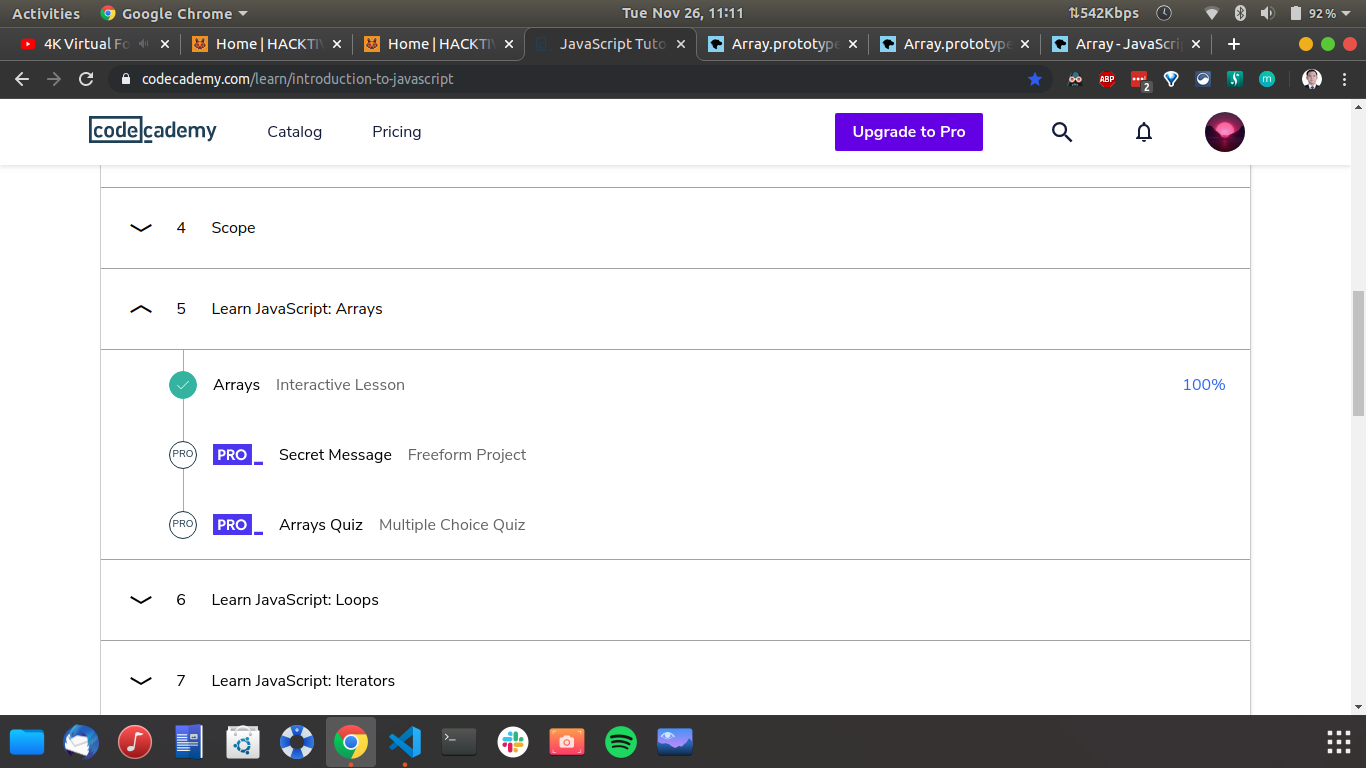 Activities Google Chrome Tue Nov 26, 11:11 542Kbps 92%
4K Virtual Fo Home | HACKTIV Home | HACKTIV JavaScript Tuto Array.prototype Array.prototype Array - JavaScri
codecademy.com/learn/introduction-to-javascript ABP 2 m
codecademy Catalog Pricing Upgrade to Pro
4 Scope
5 Learn JavaScript: Arrays
Arrays Interactive Lesson 100%
PRO PRO Secret Message Freeform Project
PRO PRO Arrays Quiz Multiple Choice Quiz
6 Learn JavaScript: Loops
7 Learn JavaScript: Iterators